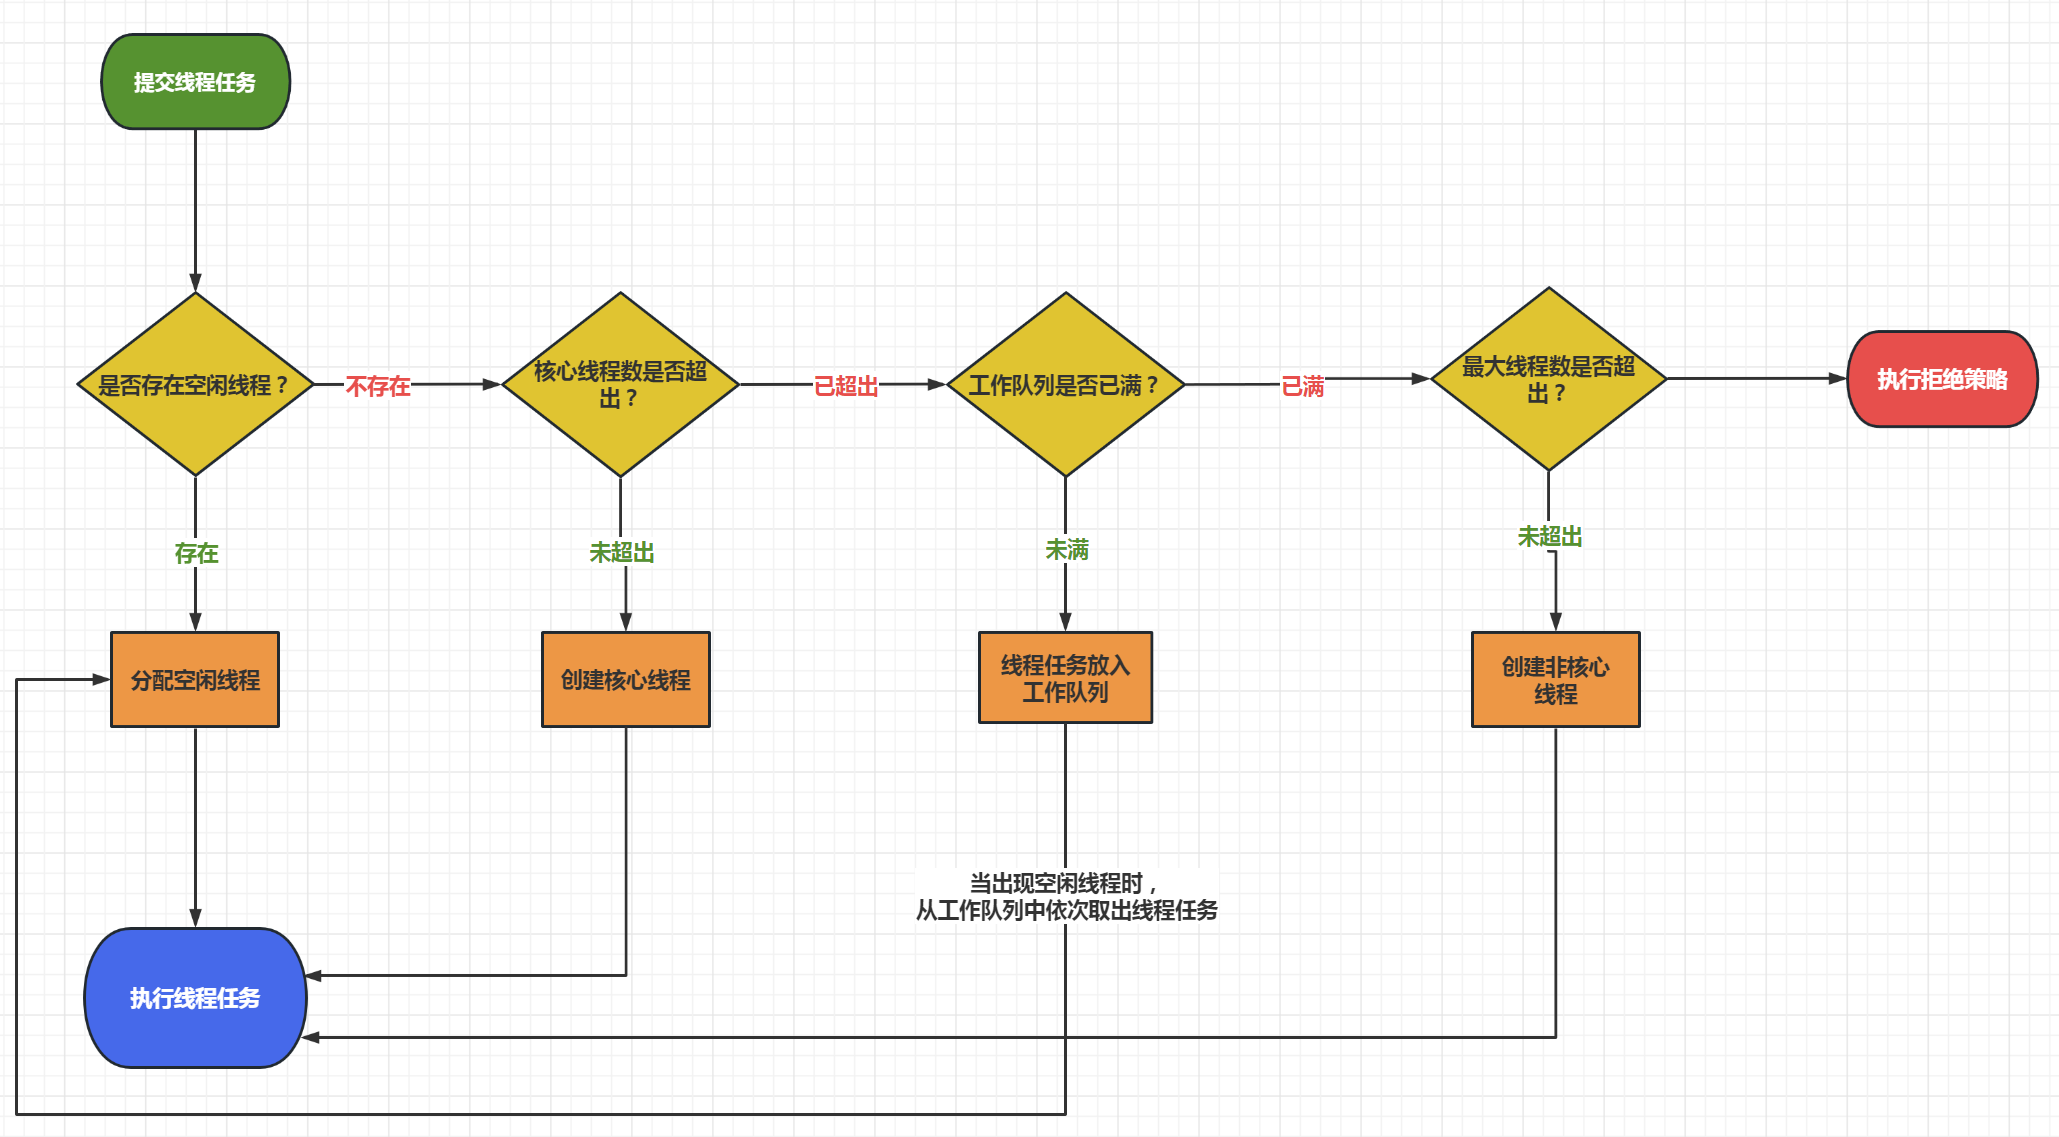 提交线程任务
是否存在空闲线程？
不存在
核心线程数是否超
出？
已超出
工作队列是否已满？
已满
最大线程数是否超
出？
执行拒绝策略
存在
未超出
未满
未超出
分配空闲线程
创建核心线程
线程任务放入
工作队列
创建非核心
线程
当出现空闲线程时，
从工作队列中依次取出线程任务
执行线程任务